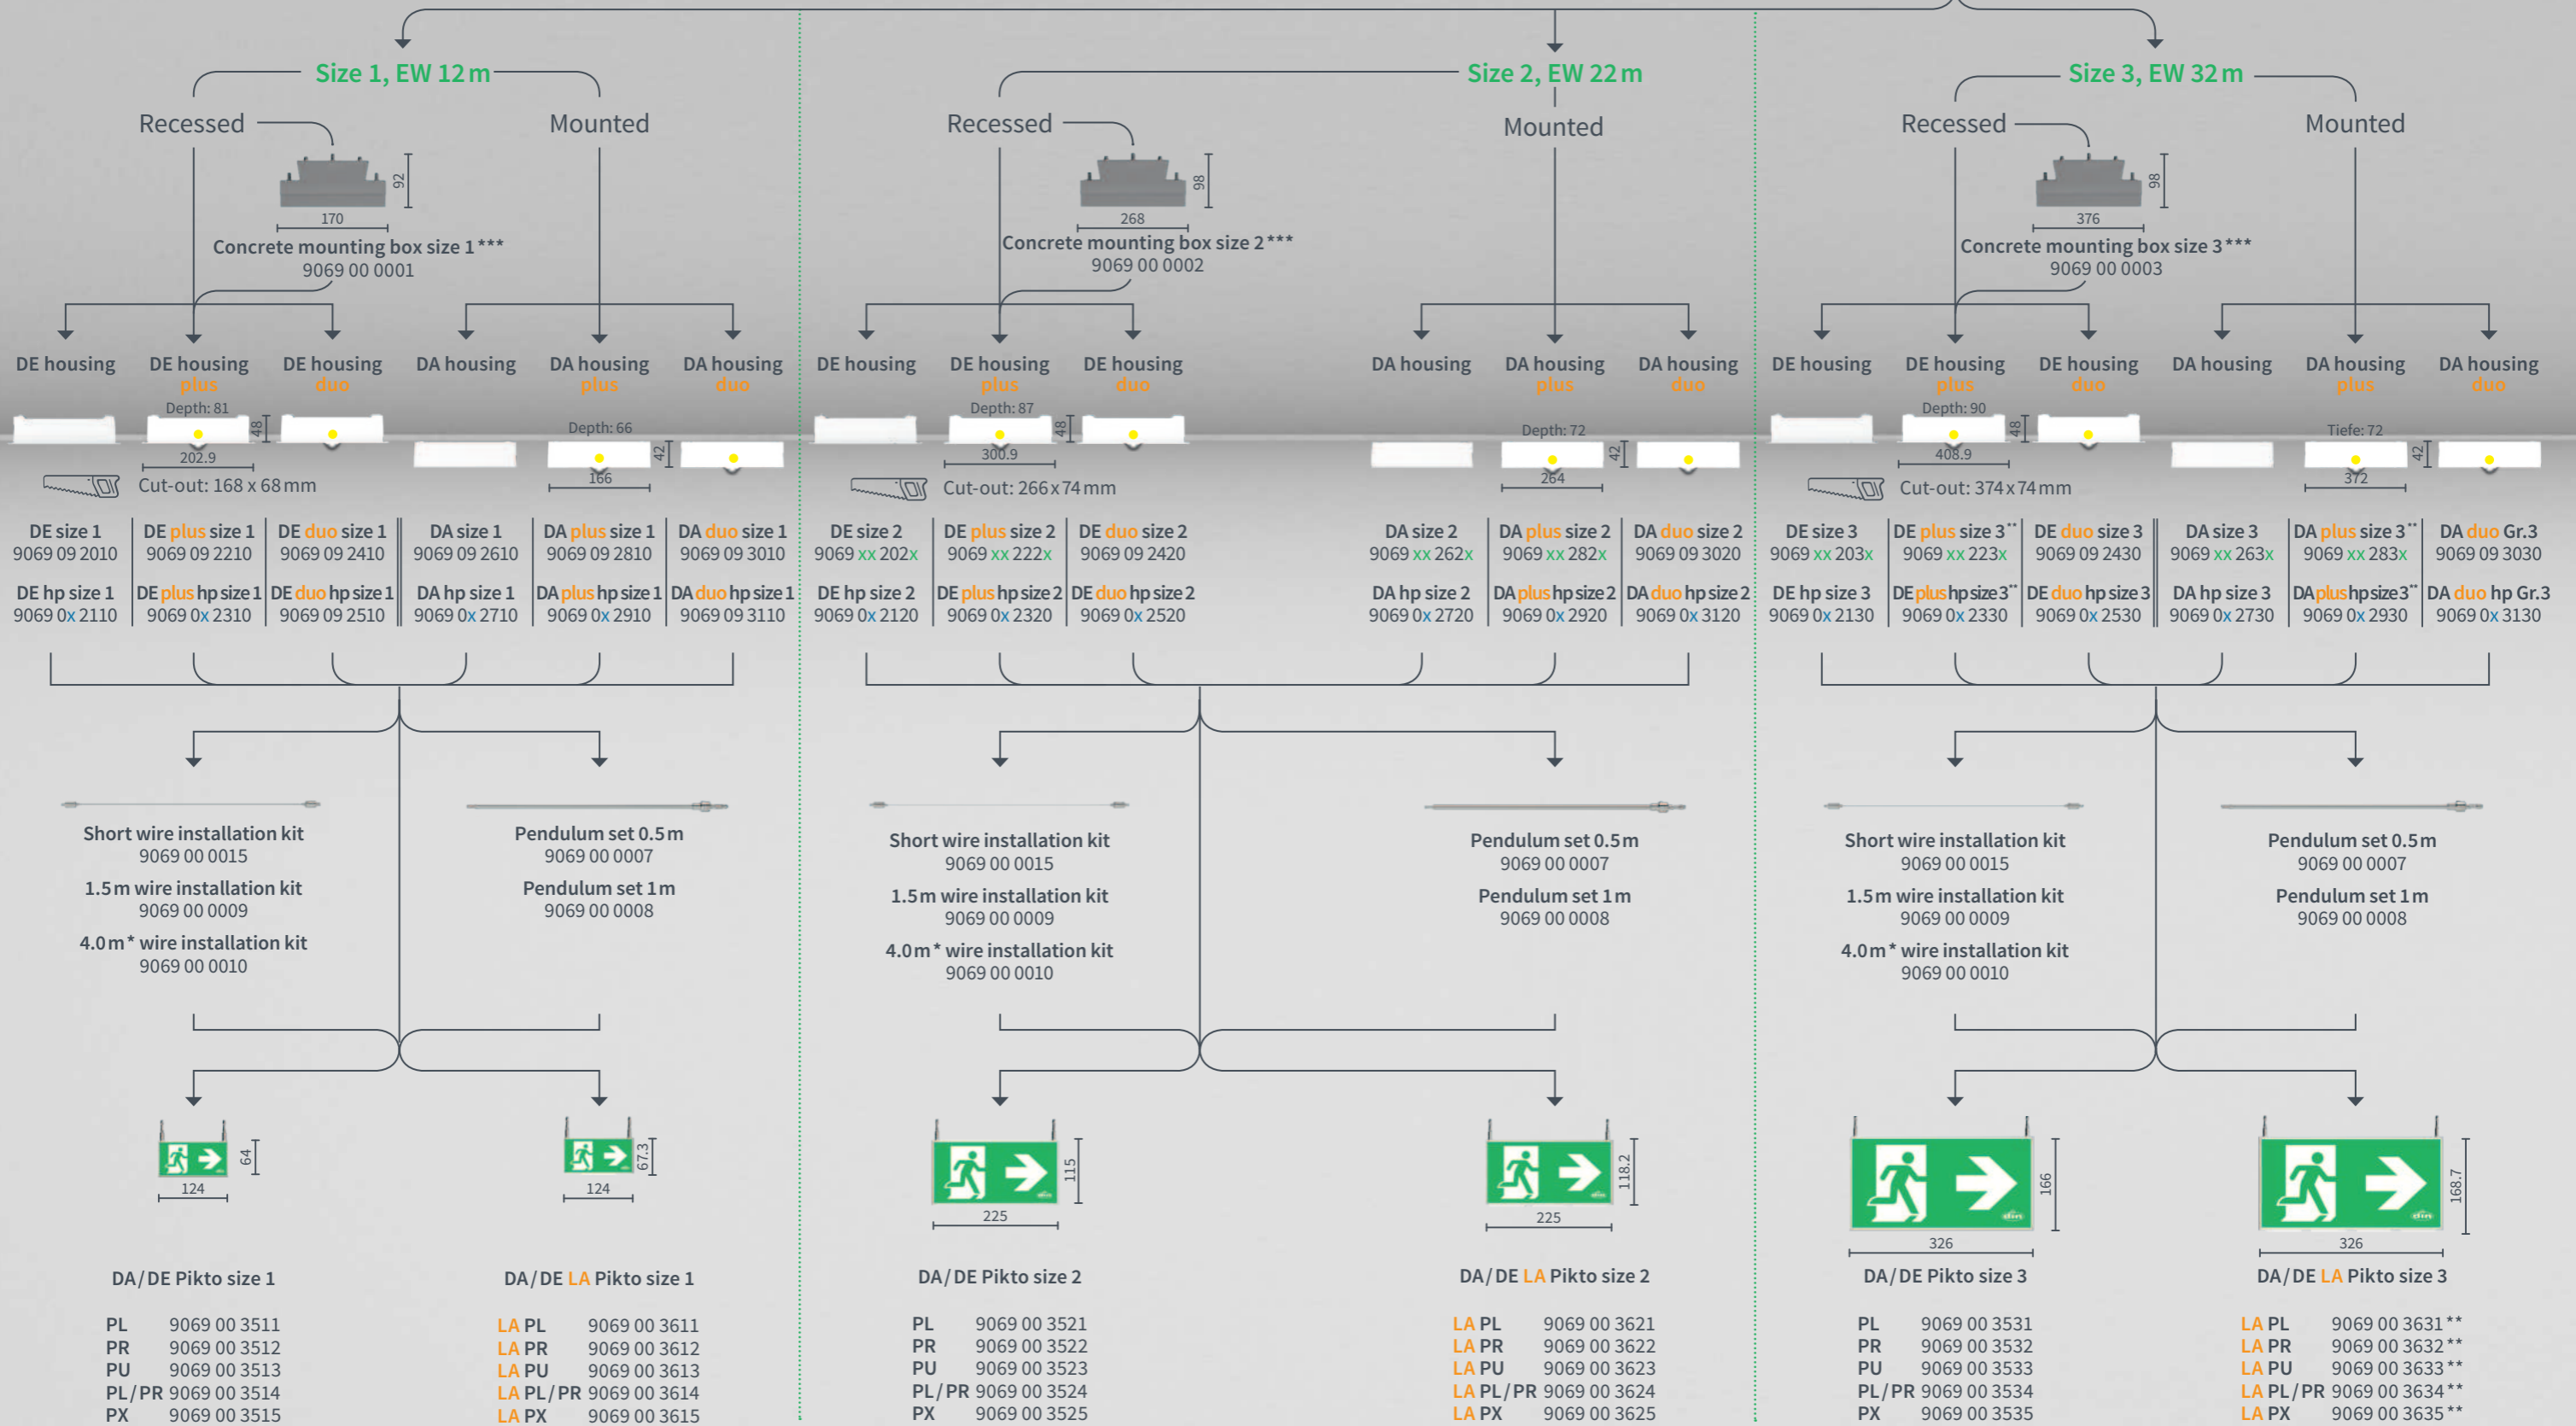 Size 1, EW 12 m
Recessed
Mounted
92
170
Concrete mounting box size 1***
9069 00 0001
DE housing
DE housing
plus
DE housing
duo
DA housing
DA housing
plus
DA housing
duo
Depth: 81
48
202.9
Depth: 66
42
166
Cut-out: 168 x 68 mm
DE size 1
9069 09 2010
DE plus size 1
9069 09 2210
DE duo size 1
9069 09 2410
DA size 1
9069 09 2610
DA plus size 1
9069 09 2810
DA duo size 1
9069 09 3010
DE hp size 1
9069 0x 2110
DE plus hp size 1
9069 0x 2310
DE duo hp size 1
9069 09 2510
DA hp size 1
9069 0x 2710
DA plus hp size 1
9069 0x 2910
DA duo hp size 1
9069 09 3110
Short wire installation kit
9069 00 0015
1.5 m wire installation kit
9069 00 0009
4.0 m* wire installation kit
9069 00 0010
Pendulum set 0.5 m
9069 00 0007
Pendulum set 1 m
9069 00 0008
64
124
67.3
124
DA/DE Pikto size 1
PL 9069 00 3511
PR 9069 00 3512
PU 9069 00 3513
PL/PR 9069 00 3514
PX 9069 00 3515
DA/DE LA Pikto size 1
LA PL 9069 00 3611
LA PR 9069 00 3612
LA PU 9069 00 3613
LA PL/PR 9069 00 3614
LA PX 9069 00 3615
Size 2, EW 22 m
Recessed
Mounted
98
268
Concrete mounting box size 2***
9069 00 0002
DE housing
DE housing
plus
DE housing
duo
DA housing
DA housing
plus
DA housing
duo
Depth: 87
48
300.9
Depth: 72
42
264
Cut-out: 266 x 74 mm
DE size 2
9069 xx 202x
DE plus size 2
9069 xx 222x
DE duo size 2
9069 09 2420
DA size 2
9069 xx 262x
DA plus size 2
9069 xx 282x
DA duo size 2
9069 09 3020
DE hp size 2
9069 0x 2120
DE plus hp size 2
9069 0x 2320
DE duo hp size 2
9069 0x 2520
DA hp size 2
9069 0x 2720
DA plus hp size 2
9069 0x 2920
DA duo hp size 2
9069 0x 3120
Short wire installation kit
9069 00 0015
1.5 m wire installation kit
9069 00 0009
4.0 m* wire installation kit
9069 00 0010
Pendulum set 0.5 m
9069 00 0007
Pendulum set 1 m
9069 00 0008
115
225
118.2
225
DA/DE Pikto size 2
PL 9069 00 3521
PR 9069 00 3522
PU 9069 00 3523
PL/PR 9069 00 3524
PX 9069 00 3525
DA/DE LA Pikto size 2
LA PL 9069 00 3621
LA PR 9069 00 3622
LA PU 9069 00 3623
LA PL/PR 9069 00 3624
LA PX 9069 00 3625
Size 3, EW 32 m
Recessed
Mounted
98
376
Concrete mounting box size 3***
9069 00 0003
DE housing
DE housing
plus
DE housing
duo
DA housing
DA housing
plus
DA housing
duo
Depth: 90
48
408.9
Tiefe: 72
42
372
Cut-out: 374 x 74 mm
DE size 3
9069 xx 203x
DE plus size 3**
9069 xx 223x
DE duo size 3
9069 09 2430
DA size 3
9069 xx 263x
DA plus size 3**
9069 xx 283x
DA duo Gr.3
9069 09 3030
DE hp size 3
9069 0x 2130
DE plus hp size 3**
9069 0x 2330
DE duo hp size 3
9069 0x 2530
DA hp size 3
9069 0x 2730
DA plus hp size 3**
9069 0x 2930
DA duo hp Gr.3
9069 0x 3130
Short wire installation kit
9069 00 0015
1.5 m wire installation kit
9069 00 0009
4.0 m* wire installation kit
9069 00 0010
Pendulum set 0.5 m
9069 00 0007
Pendulum set 1 m
9069 00 0008
din
166
326
din
168.7
326
DA/DE Pikto size 3
PL 9069 00 3531
PR 9069 00 3532
PU 9069 00 3533
PL/PR 9069 00 3534
PX 9069 00 3535
DA/DE LA Pikto size 3
LA PL 9069 00 3631**
LA PR 9069 00 3632**
LA PU 9069 00 3633**
LA PL/PR 9069 00 3634**
LA PX 9069 00 3635**